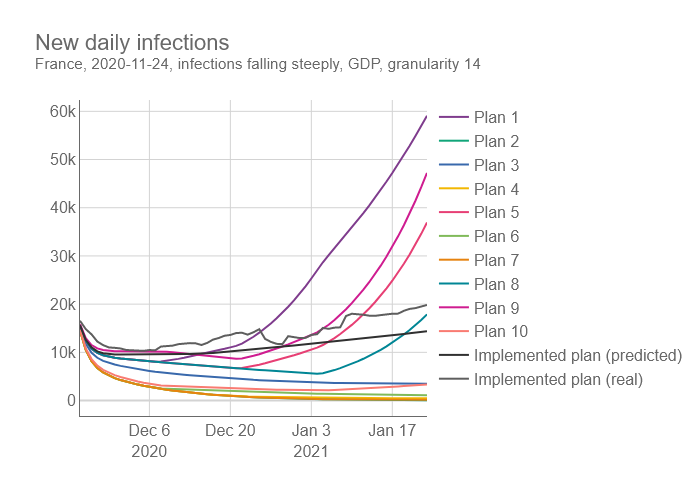 New daily infections
France, 2020-11-24, infections falling steeply, GDP, granularity 14
60k
50k
40k
30k
20k
10k
0
Dec 6
2020
Dec 20
Jan 3
2021
Jan 17
Plan 1
Plan 2
Plan 3
Plan 4
Plan 5
Plan 6
Plan 7
Plan 8
Plan 9
Plan 10
Implemented plan (predicted)
Implemented plan (real)